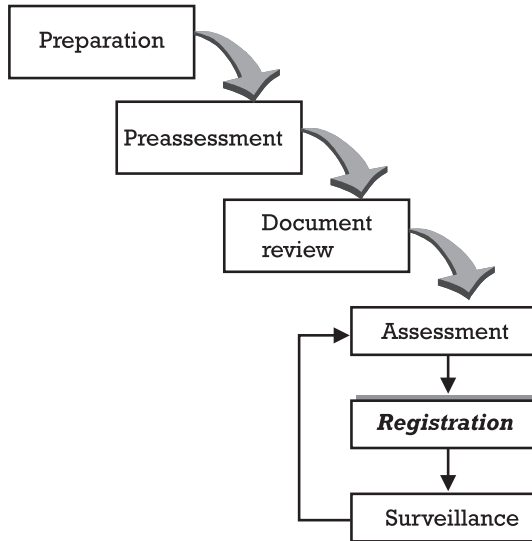 Preparation
Preassessment
Document
review
Assessment
Registration
Surveillance